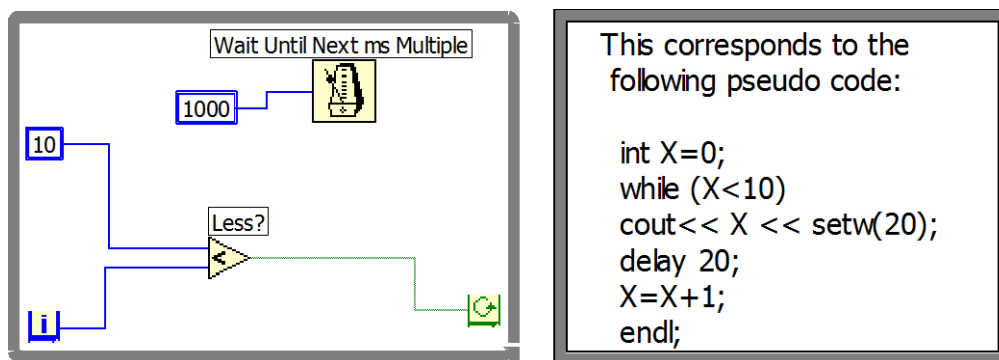 Wait Until Next ms Multiple
1000
10
Less?
<
i
This corresponds to the
following pseudo code:
int X=0;
while (X<10)
cout<< X << setw(20);
delay 20;
X=X+1;
endl;